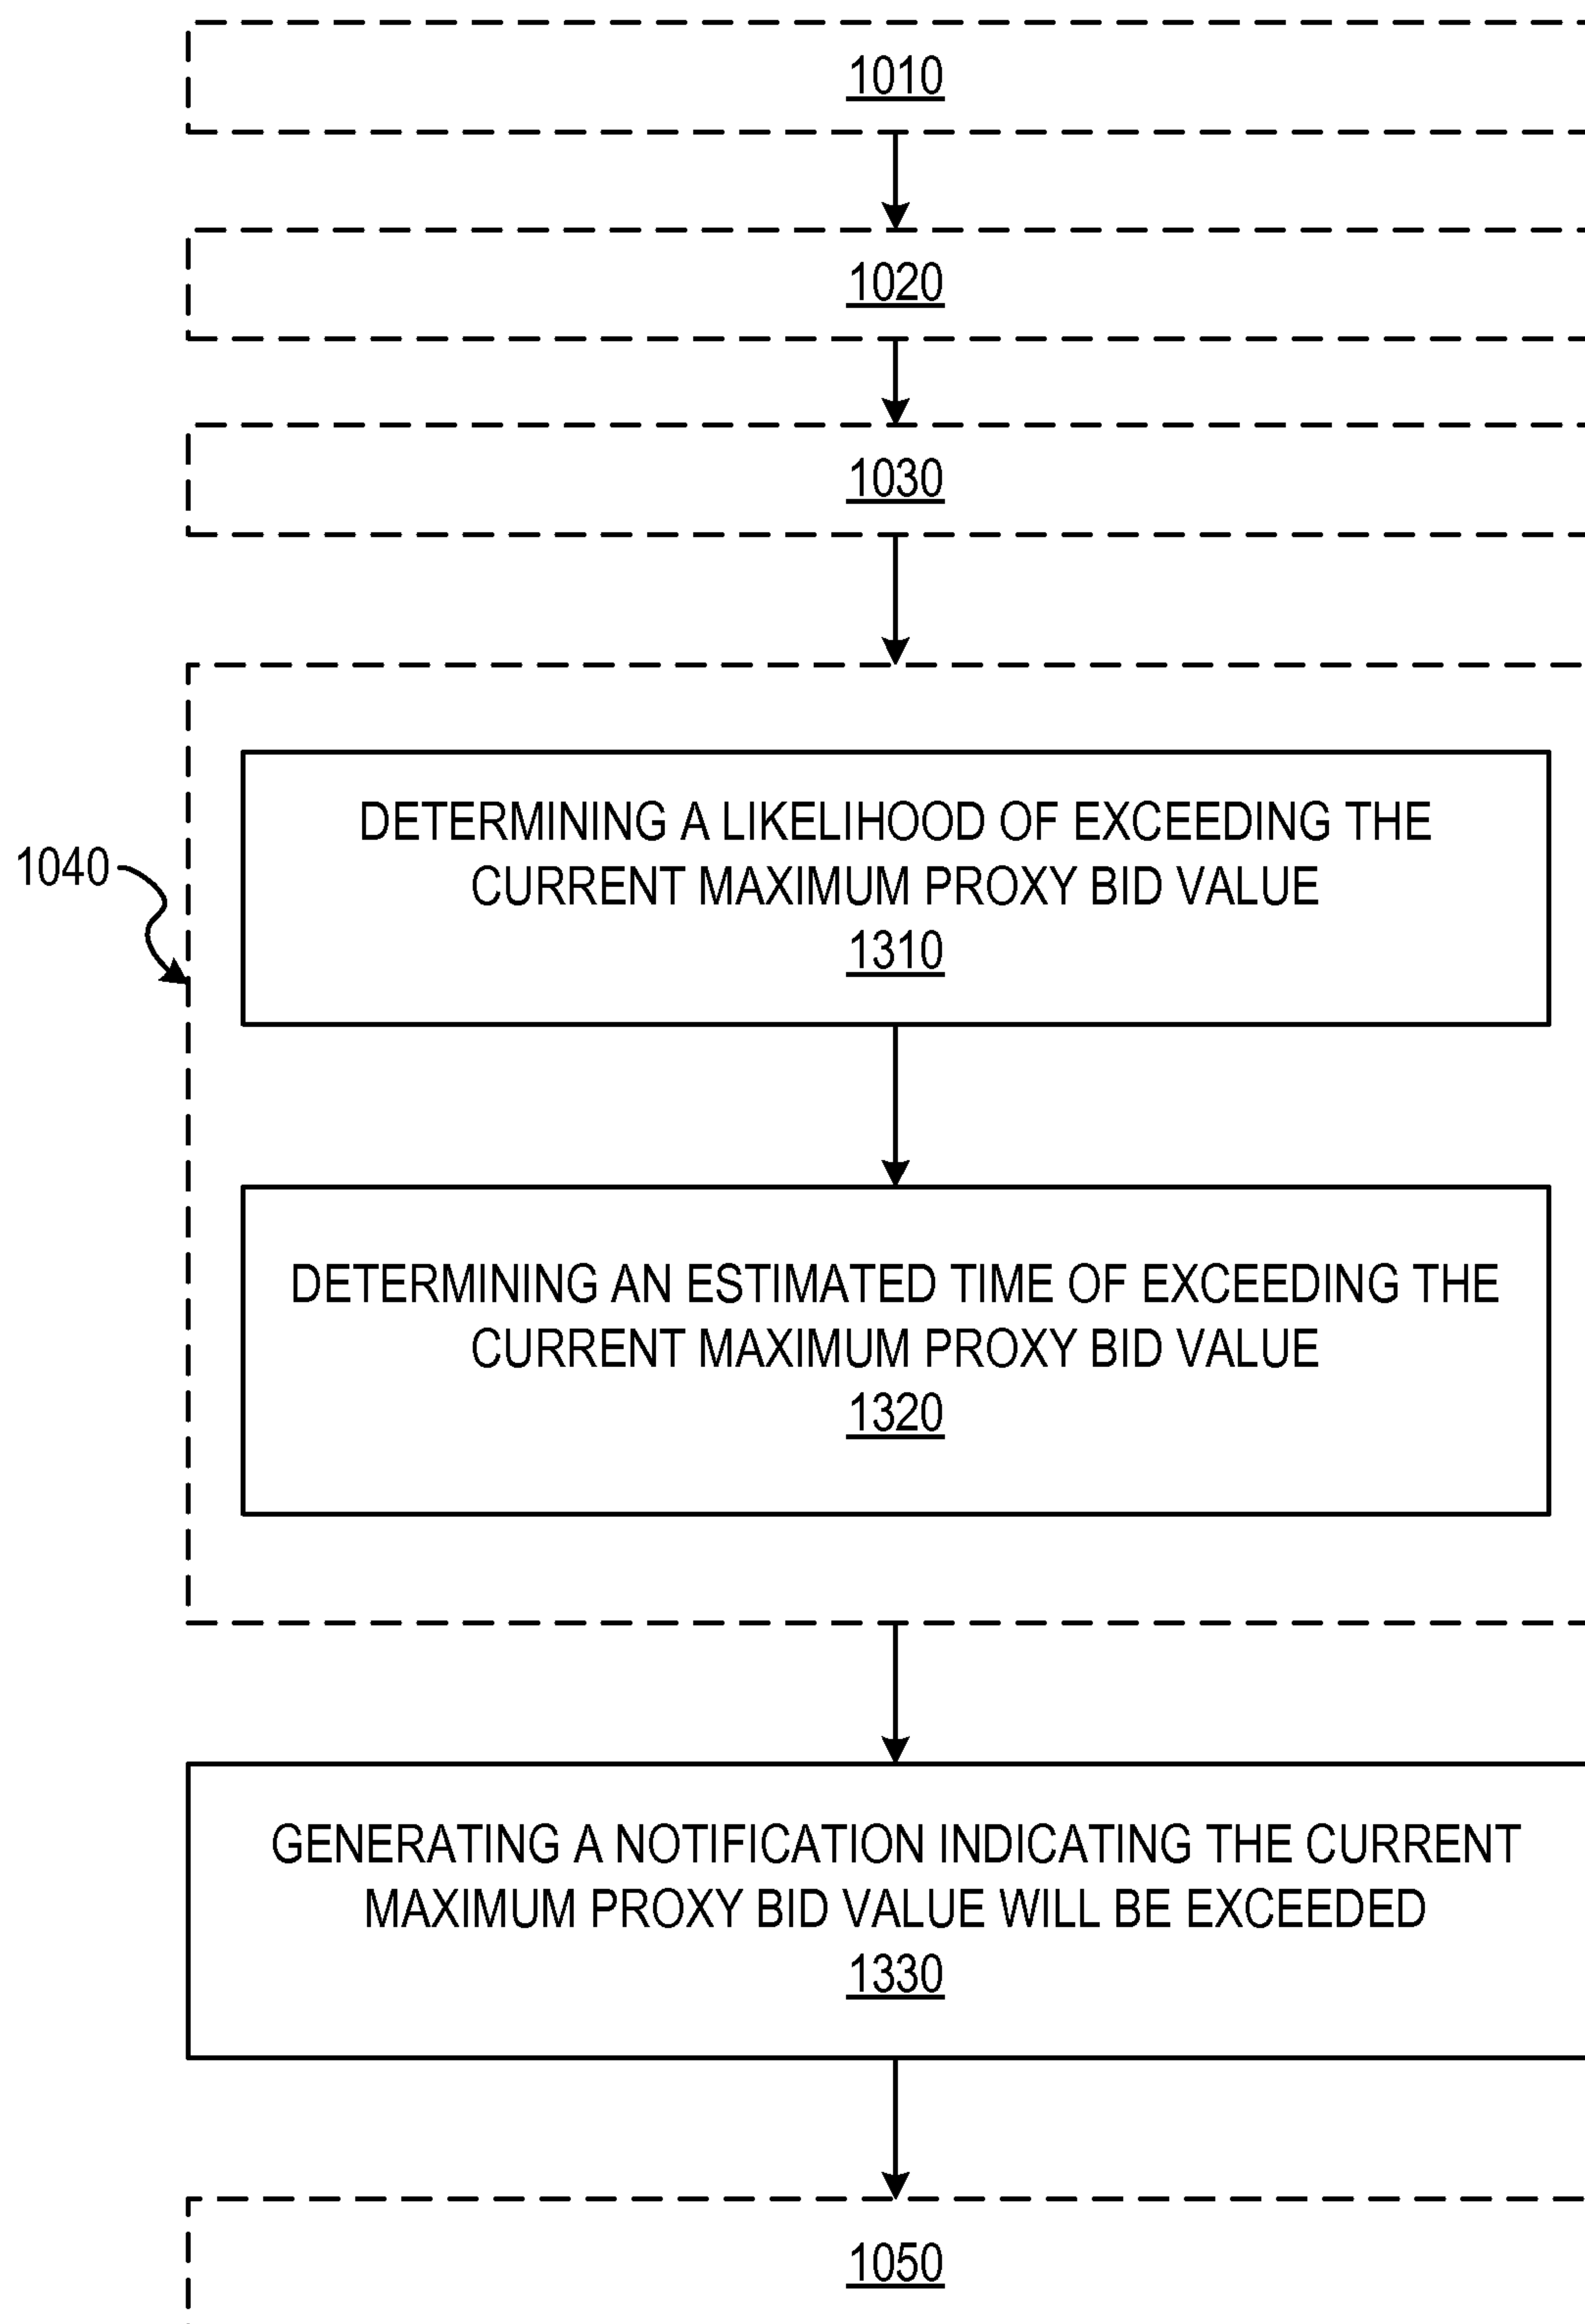 1010
1020
1030
1040
DETERMINING A LIKELIHOOD OF EXCEEDING THE
CURRENT MAXIMUM PROXY BID VALUE
1310
DETERMINING AN ESTIMATED TIME OF EXCEEDING THE
CURRENT MAXIMUM PROXY BID VALUE
1320
GENERATING A NOTIFICATION INDICATING THE CURRENT
MAXIMUM PROXY BID VALUE WILL BE EXCEEDED
1330
1050